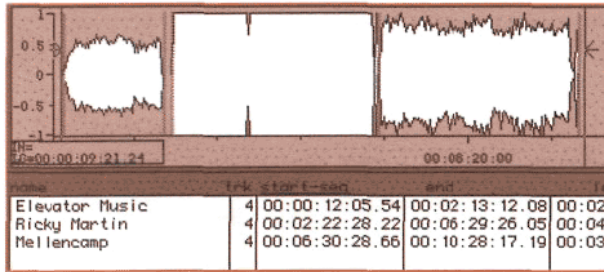 1
0.5
0
-0.5
-1
IN=
00:00:09:21.24
00:08:20:00
name trk start-seq end
Elevator Music 4 00:00:12:05.54 00:02:13:12.08 00:02
Ricky Martin 4 00:02:22:28.22 00:06:29:26.05 00:04
Mellencamp 4 00:06:30:28.66 00:10:28:17.19 00:03